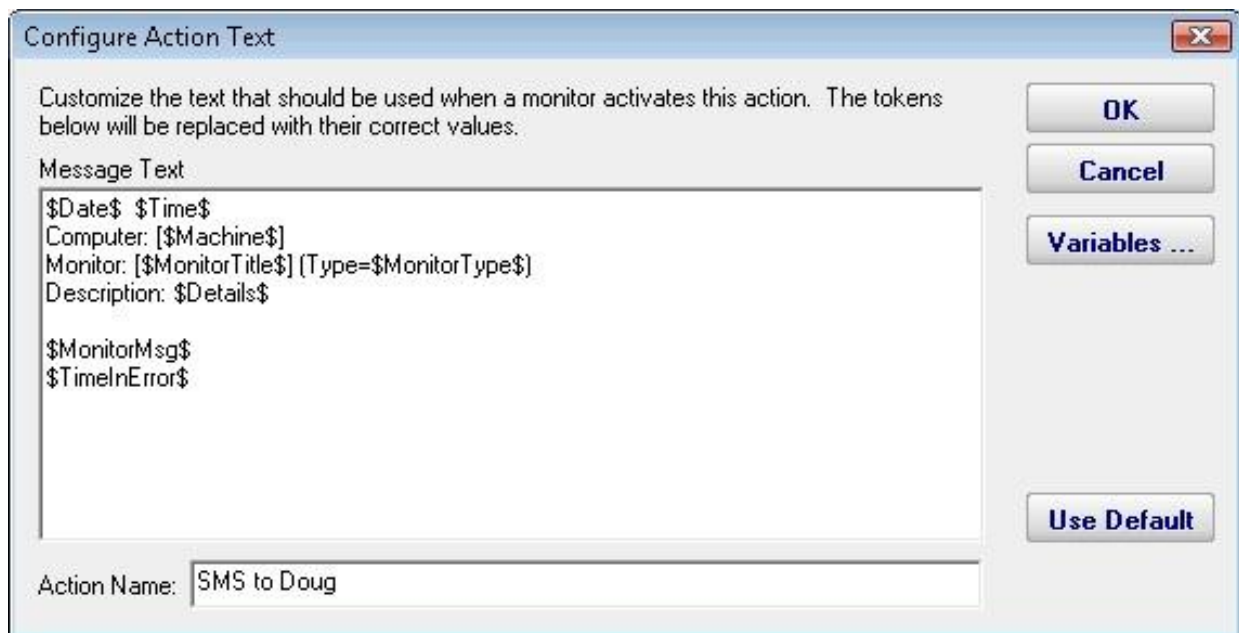 Configure Action Text
Customize the text that should be used when a monitor activates this action.  The tokens
below will be replaced with their correct values.
Message Text
$Date$  $Time$
Computer: [$Machine$]
Monitor: [$MonitorTitle$] (Type=$MonitorType$)
Description: $Details$
$MonitorMsg$
$TimeInError$
OK
Cancel
Variables ...
Use Default
Action Name: SMS to Doug